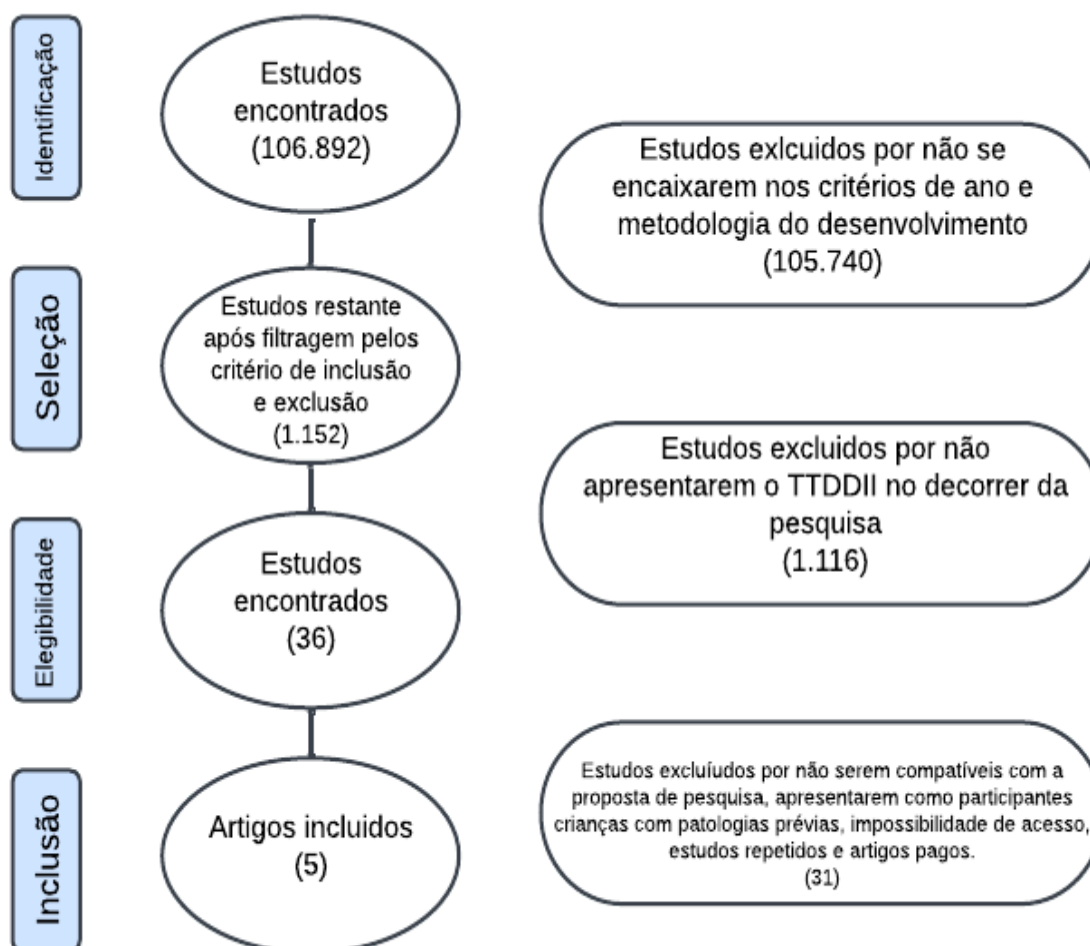 Identificação
Estudos
encontrados
(106.892)
Estudos exlcuidos por não se
encaixarem nos critérios de ano e
metodologia do desenvolvimento
(105.740)
Seleção
Estudos restante
após filtragem pelos
critério de inclusão
e exclusão
(1.152)
Estudos excluidos por não
apresentarem o TTDDII no decorrer da
pesquisa
(1.116)
Elegibilidade
Estudos
encontrados
(36)
Inclusão
Artigos incluidos
(5)
Estudos excluíudos por não serem compatíveis com a
proposta de pesquisa, apresentarem como participantes
crianças com patologias prévias, impossibilidade de acesso,
estudos repetidos e artigos pagos.
(31)